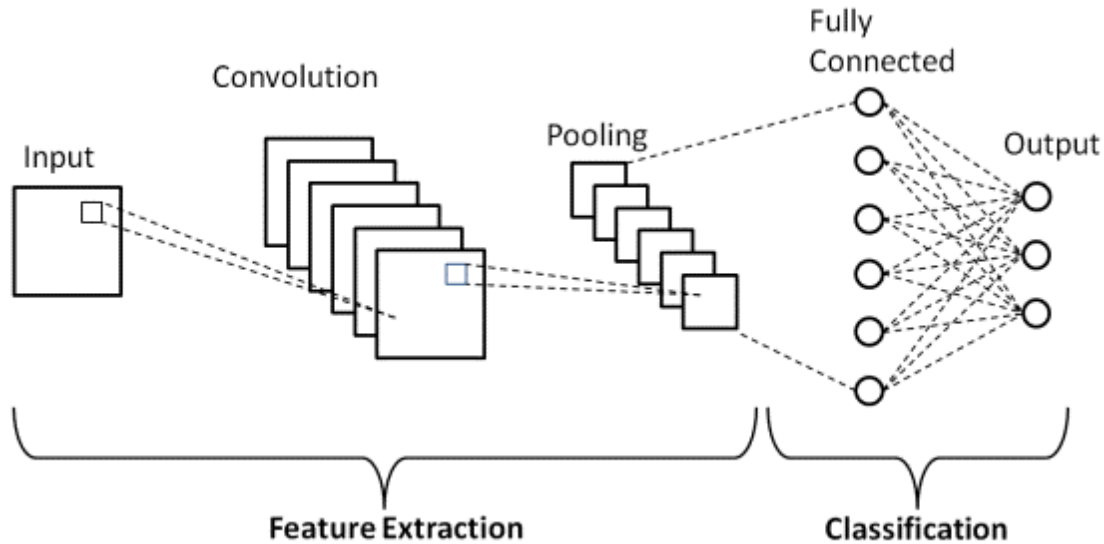 Input
Convolution
Pooling
Fully
Connected
Output
Feature Extraction
Classification